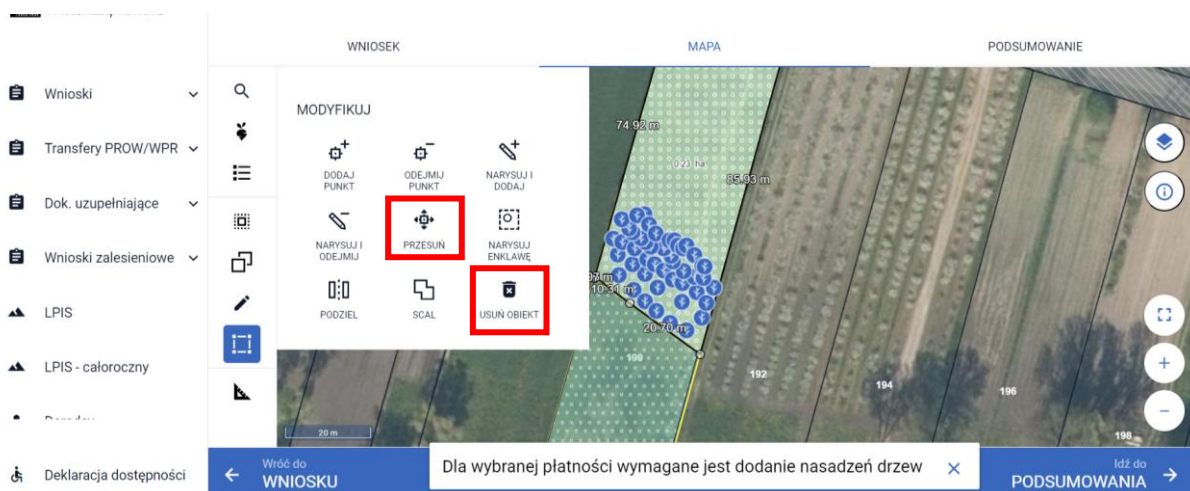 WNIOSEK
MAPA
PODSUMOWANIE
Wnioski
Transfery PROW/WPR
Dok. uzupełniające
Wnioski zalesieniowe
LPIS
LPIS - całoroczny
Deklaracja dostępności
MODYFIKUJ
DODAJ
PUNKT
ODEJMIJ
PUNKT
NARYSUJ I
DODAJ
NARYSUJ I
ODEJMIJ
PRZESUŃ
NARYSUJ
ENKLAWĘ
PODZIEL
SCAL
USUŃ OBIEKT
74.92 m
0.23 ha
85.93 m
10.31 m
20.70 m
199
192
194
196
198
20 m
Wróć do
WNIOSKU
Dla wybranej płatności wymagane jest dodanie nasadzeń drzew
Idź do
PODSUMOWANIA